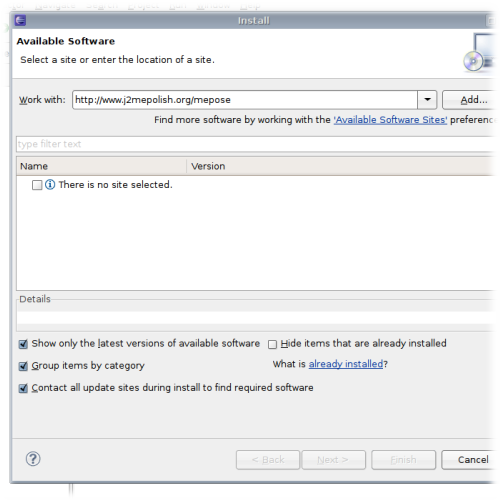 Install
Available Software
Select a site or enter the location of a site.
Work with: http://www.j2mepolish.org/mepose Add...
Find more software by working with the 'Available Software Sites'
type filter text
Name Version
There is no site selected.
Details
Show only the latest versions of available software Hide items that are already installed
Group items by category What is already installed?
Contact all update sites during install to find required software
? < Back Next > Finish Cancel